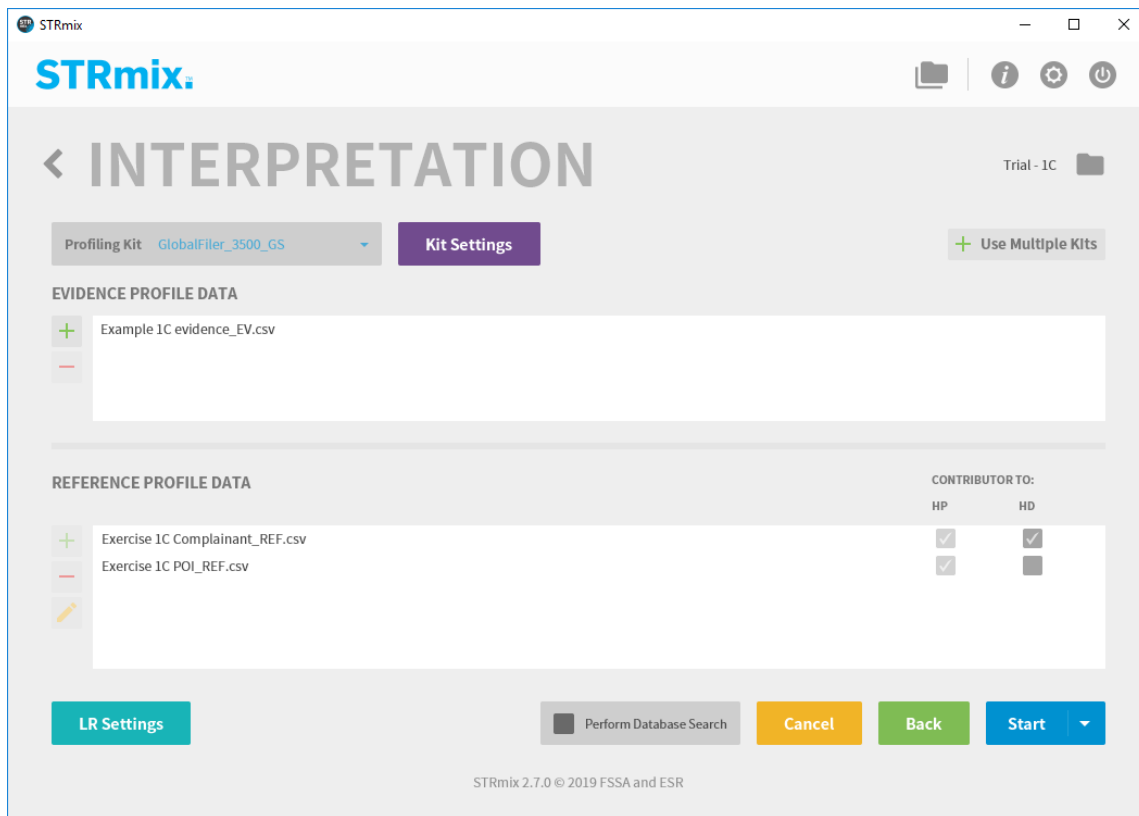 STRmix
STRmix.™
INTERPRETATION
Trial - 1C
Profiling Kit GlobalFiler_3500_GS
Kit Settings
+ Use Multiple Kits
EVIDENCE PROFILE DATA
Example 1C evidence_EV.csv
REFERENCE PROFILE DATA
CONTRIBUTOR TO:
HP HD
Exercise 1C Complainant_REF.csv
Exercise 1C POI_REF.csv
LR Settings
Perform Database Search
Cancel
Back
Start
STRmix 2.7.0 © 2019 FSSA and ESR